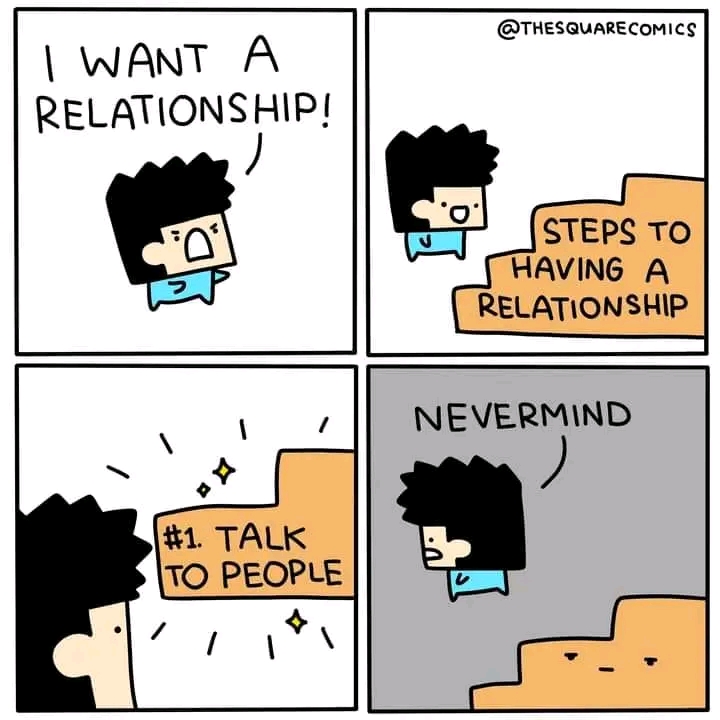 I WANT A
RELATIONSHIP!
@THESQUARECOMICS
STEPS TO
HAVING A
RELATIONSHIP
#1. TALK
TO PEOPLE
NEVERMIND